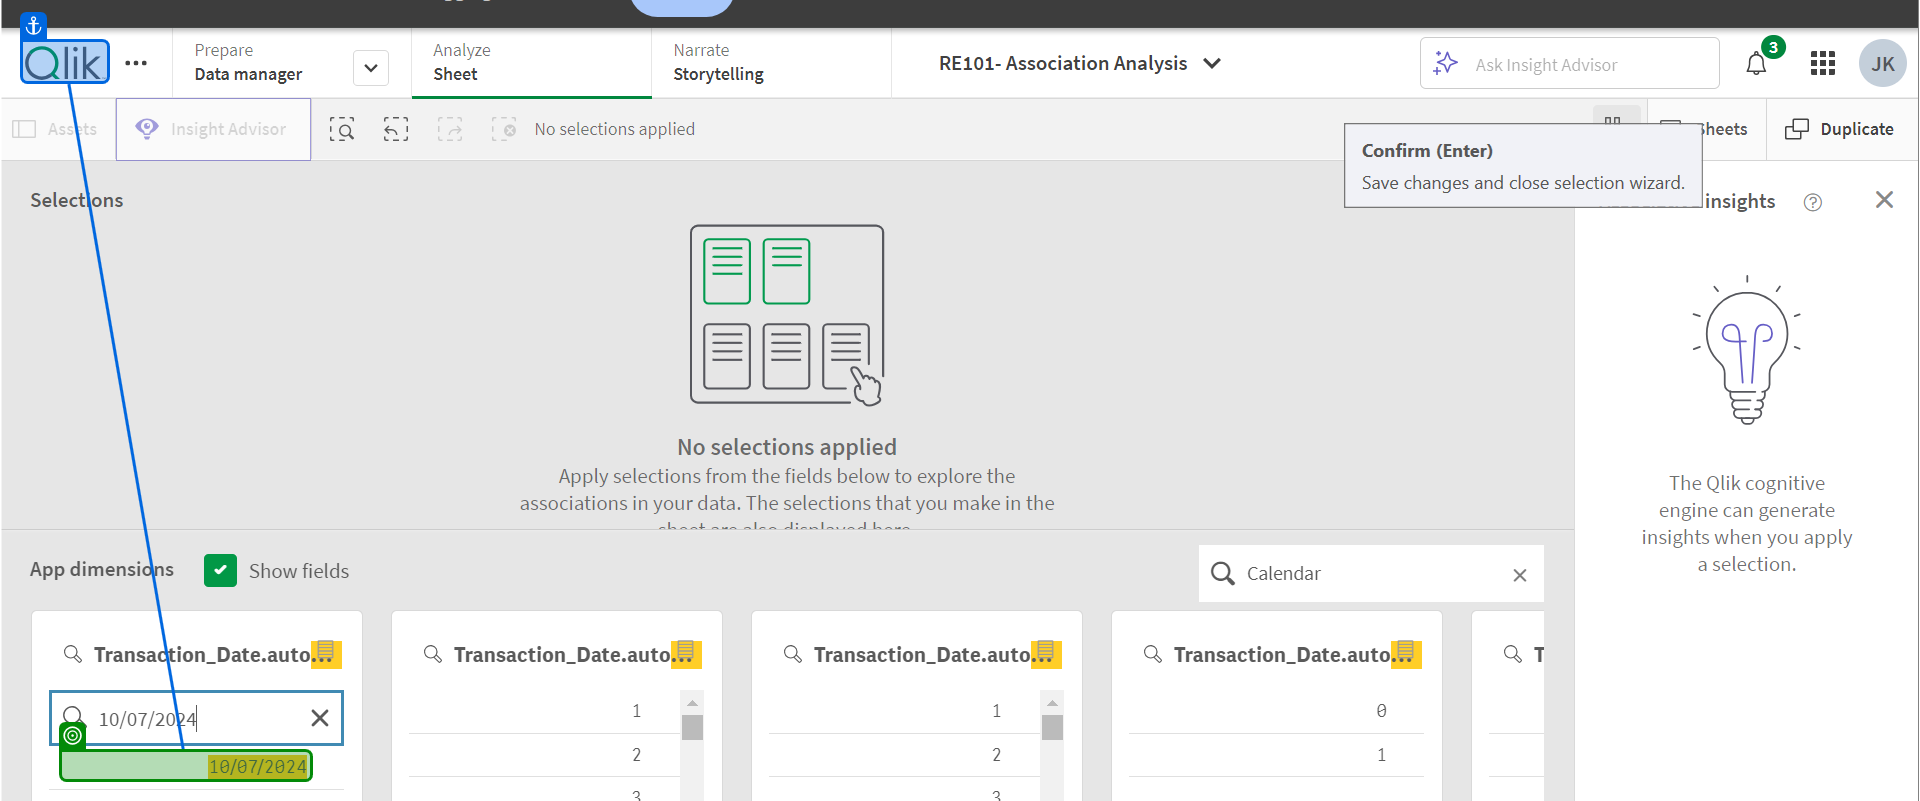 Qlik
Prepare
Data manager
Analyze
Sheet
Narrate
Storytelling
RE101- Association Analysis
Ask Insight Advisor
3
JK
Assets
Insight Advisor
No selections applied
Sheets
Duplicate
Confirm (Enter)
Save changes and close selection wizard.
Selections
insights
No selections applied
Apply selections from the fields below to explore the
associations in your data. The selections that you make in the
sheet are also displayed here.
The Qlik cognitive
engine can generate
insights when you apply
a selection.
App dimensions
Show fields
Calendar
Transaction_Date.auto...
Transaction_Date.auto...
Transaction_Date.auto...
Transaction_Date.auto...
T
10/07/2024
10/07/2024
1
2
3
1
2
3
0
1